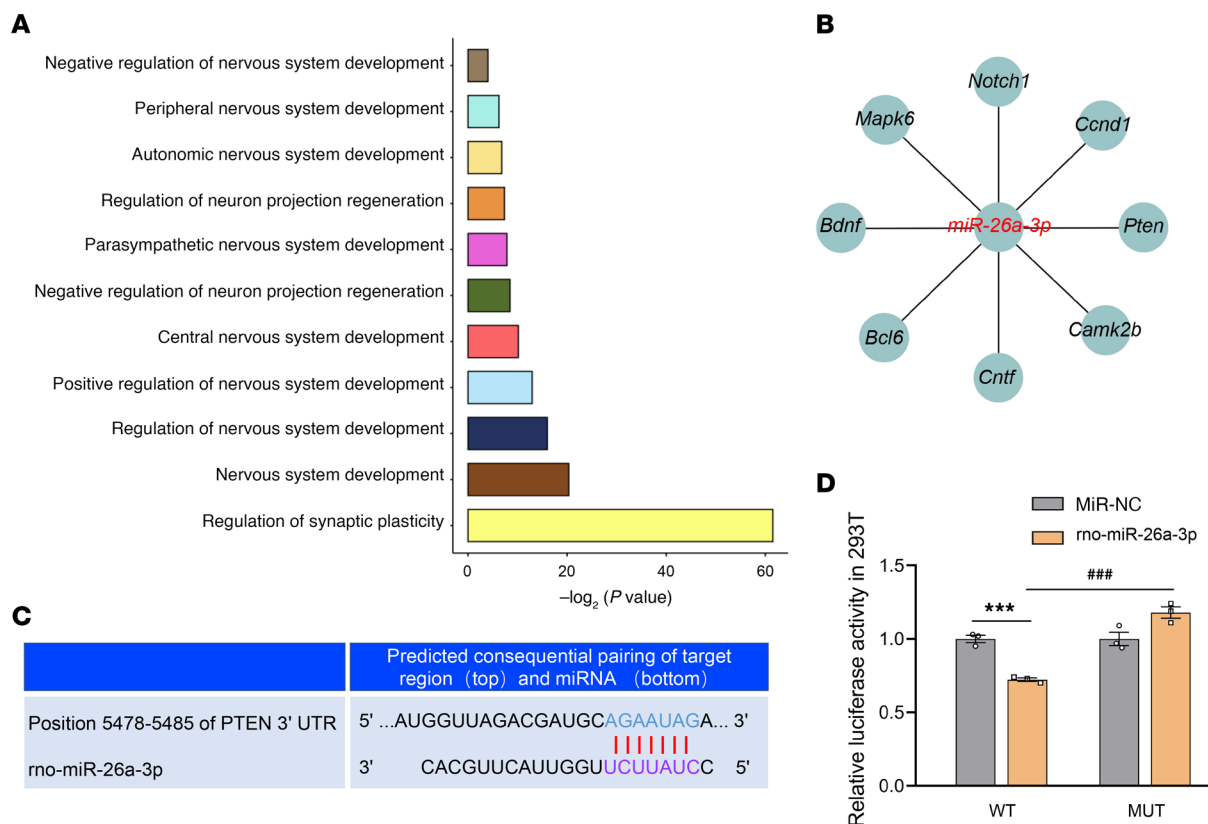 A
Negative regulation of nervous system development
Peripheral nervous system development
Autonomic nervous system development
Regulation of neuron projection regeneration
Parasympathetic nervous system development
Negative regulation of neuron projection regeneration
Central nervous system development
Positive regulation of nervous system development
Regulation of nervous system development
Nervous system development
Regulation of synaptic plasticity
0 20 40 60
–log2 (P value)
B
Notch1
Mapk6
Ccnd1
Bdnf
miR-26a-3p
Pten
Bcl6
Camk2b
Cntf
C
Predicted consequential pairing of target
region (top) and miRNA (bottom)
Position 5478-5485 of PTEN 3' UTR
5' ...AUGGUUAGACGAUGCAGAAUAGA... 3'
rno-miR-26a-3p
3' CACGUUCAUUGGUUCUUAUCC 5'
D
MiR-NC
rno-miR-26a-3p
Relative luciferase activity in 293T
1.5
1.0
0.5
0.0
***
###
WT MUT